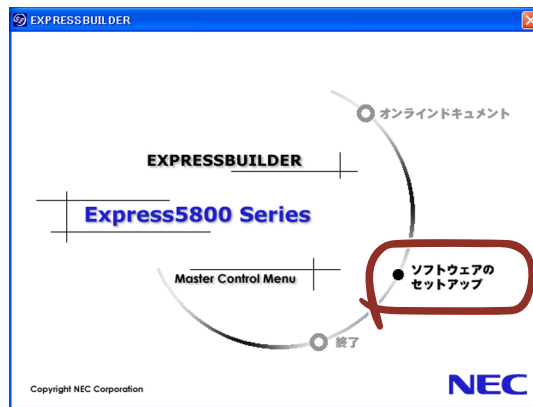 EXPRESSBUILDER
オンラインドキュメント
EXPRESSBUILDER
Express5800 Series
ソフトウェアの
セットアップ
Master Control Menu
終了
Copyright NEC Corporation
NEC